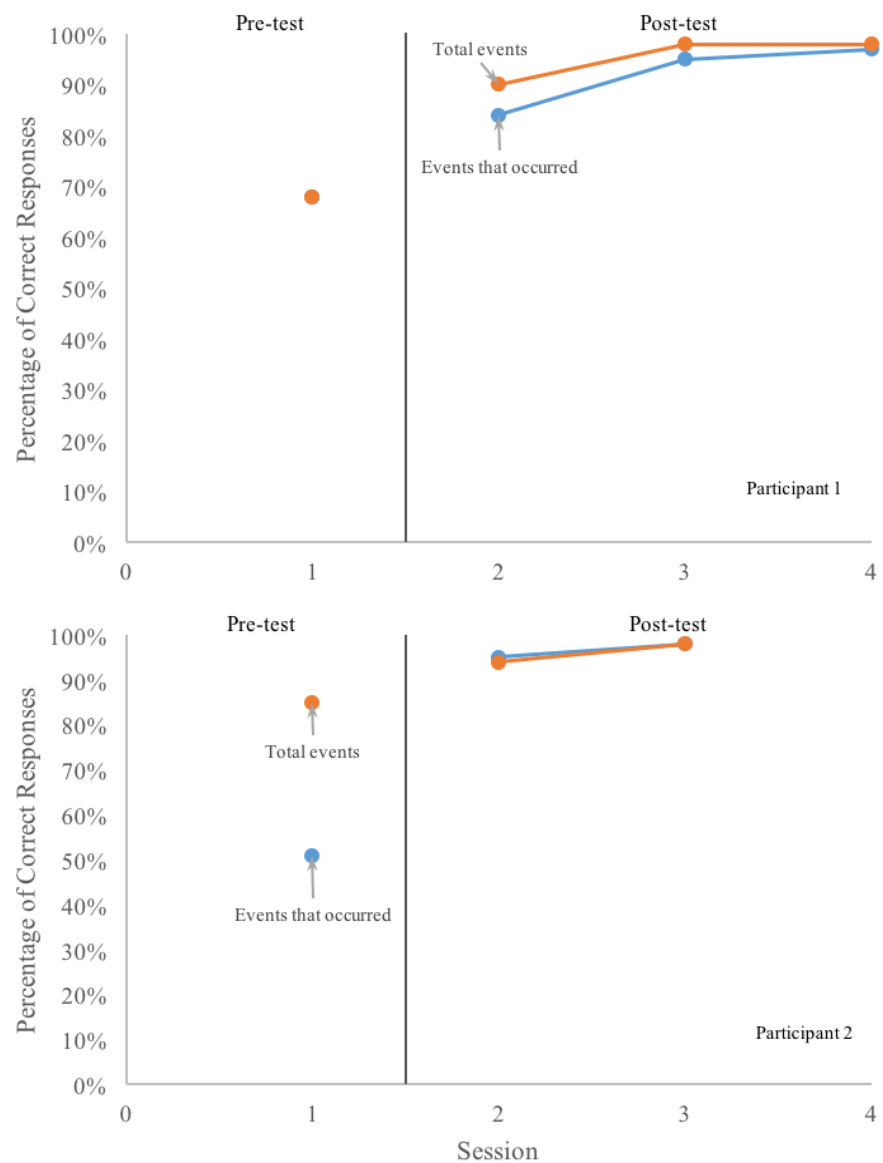 Pre-test
Post-test
Percentage of Correct Responses
100%
90%
80%
70%
60%
50%
40%
30%
20%
10%
0%
Total events
Events that occurred
Participant 1
0 1 2 3 4
Pre-test
Post-test
Percentage of Correct Responses
100%
90%
80%
70%
60%
50%
40%
30%
20%
10%
0%
Total events
Events that occurred
Participant 2
0 1 2 3 4
Session